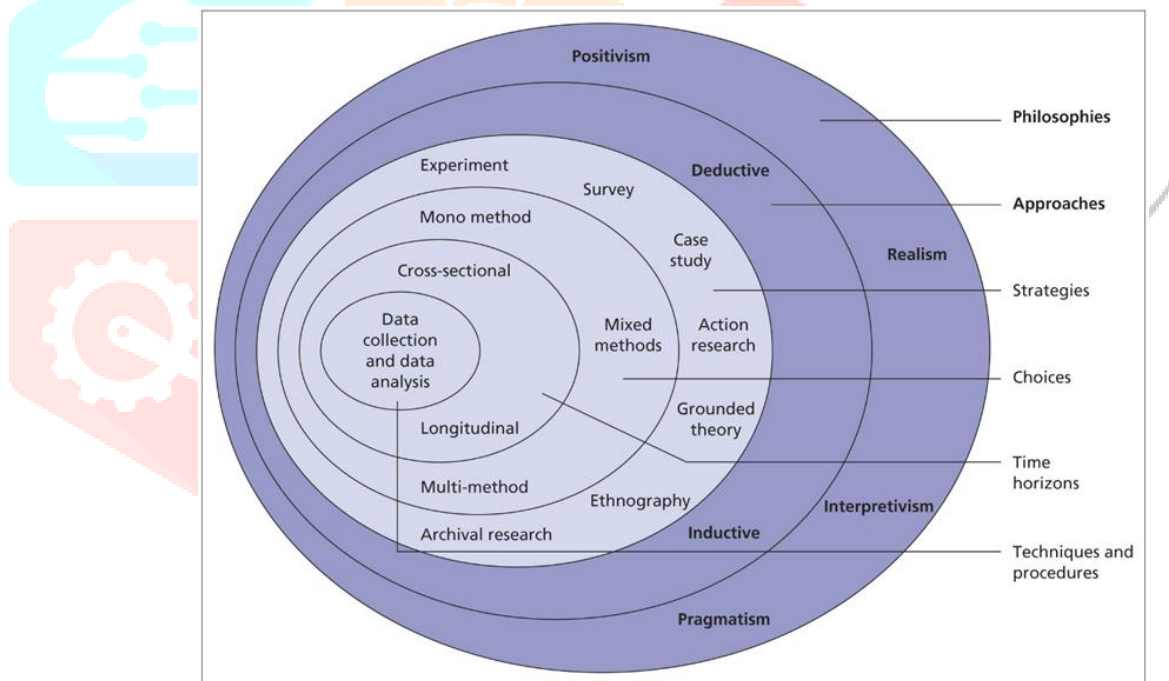 Positivism
Philosophies
Experiment
Deductive
Survey
Approaches
Mono method
Case
study
Realism
Cross-sectional
Strategies
Data
collection
and data
analysis
Mixed
methods
Action
research
Choices
Grounded
theory
Longitudinal
Time
horizons
Multi-method
Ethnography
Interpretivism
Archival research
Inductive
Techniques and
procedures
Pragmatism